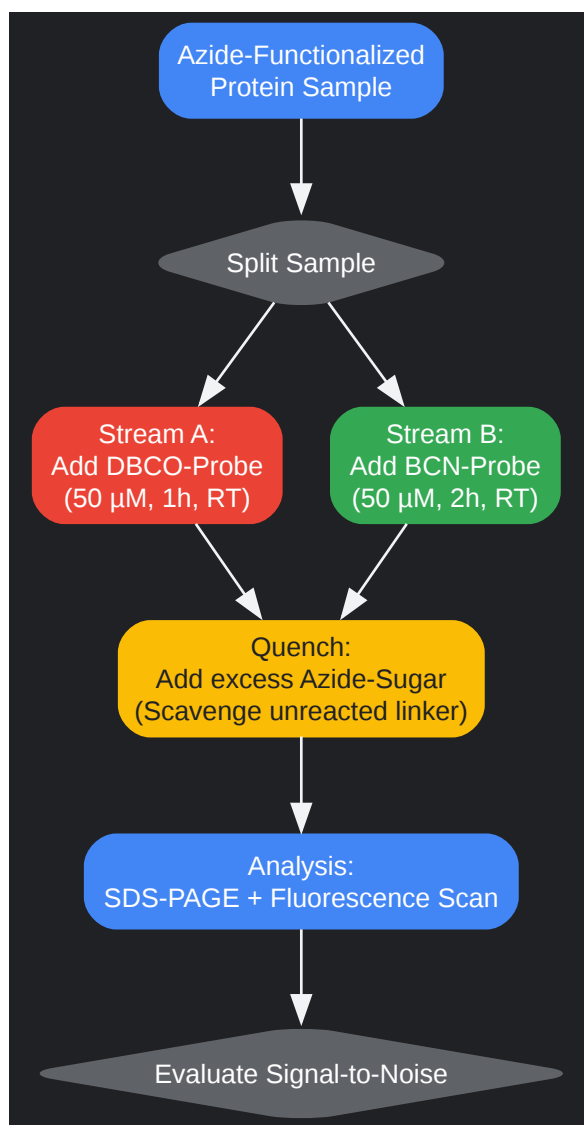 Azide-Functionalized
Protein Sample
Split Sample
Stream A:
Add DBCO-Probe
(50 µM, 1h, RT)
Stream B:
Add BCN-Probe
(50 µM, 2h, RT)
Quench:
Add excess Azide-Sugar
(Scavenge unreacted linker)
Analysis:
SDS-PAGE + Fluorescence Scan
Evaluate Signal-to-Noise